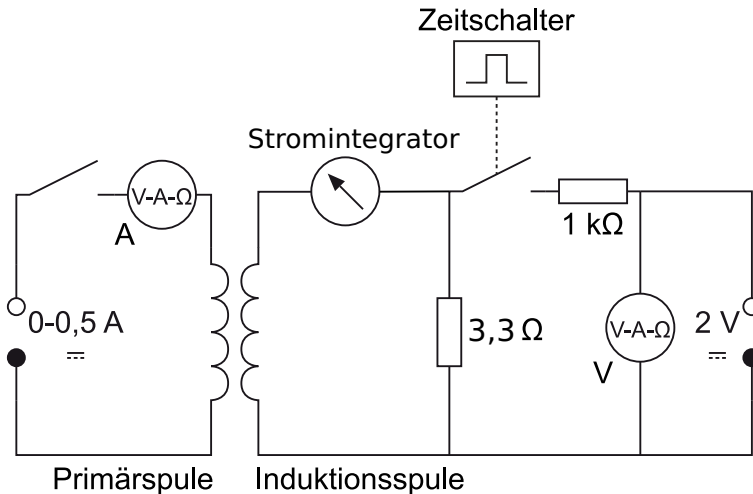 Zeitschalter
Stromintegrator
V-A-Ω
A
1 kΩ
0-0,5 A
3,3 Ω
V-A-Ω
V
2 V
Primärspule
Induktionsspule